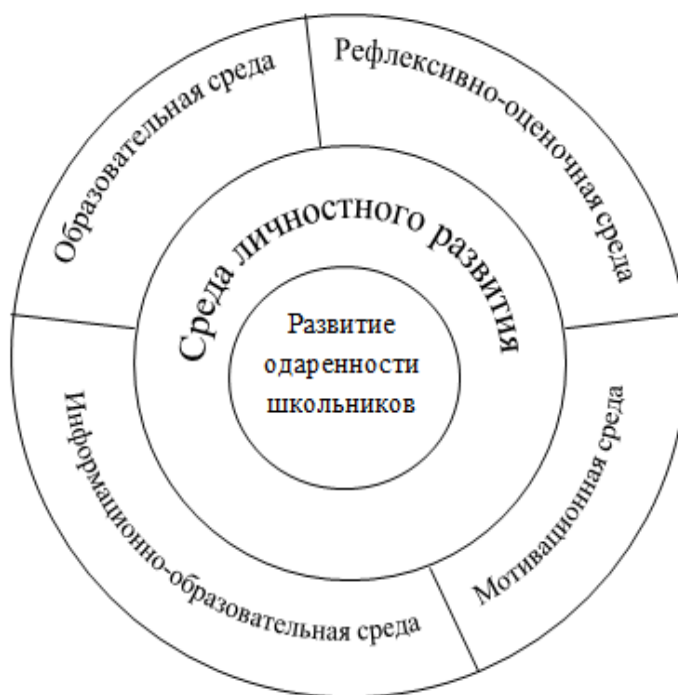 Образовательная среда
Рефлексивно-оценочная среда
Среда личностного развития
Развитие
одаренности
школьников
Информационно-образовательная среда
Мотивационная среда